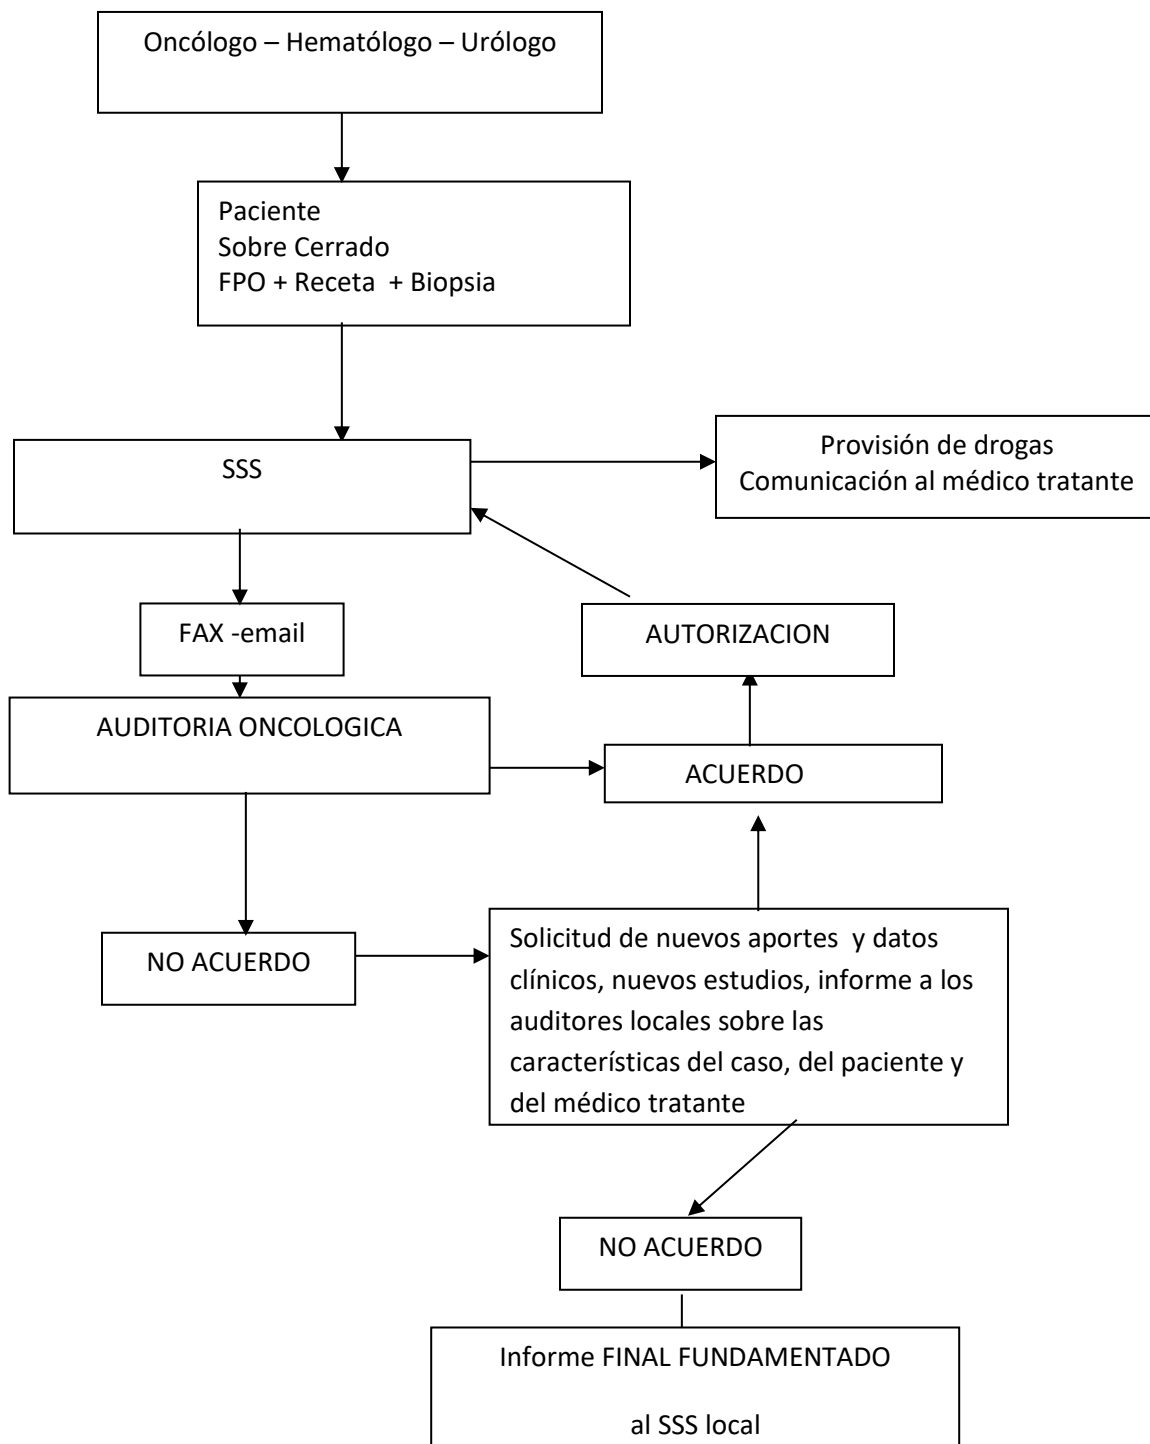 Oncólogo – Hematólogo – Urólogo
Paciente
Sobre Cerrado
FPO + Receta + Biopsia
SSS
Provisión de drogas
Comunicación al médico tratante
FAX -email
AUTORIZACION
AUDITORIA ONCOLOGICA
ACUERDO
NO ACUERDO
Solicitud de nuevos aportes y datos
clínicos, nuevos estudios, informe a los
auditores locales sobre las
características del caso, del paciente y
del médico tratante
NO ACUERDO
Informe FINAL FUNDAMENTADO
al SSS local